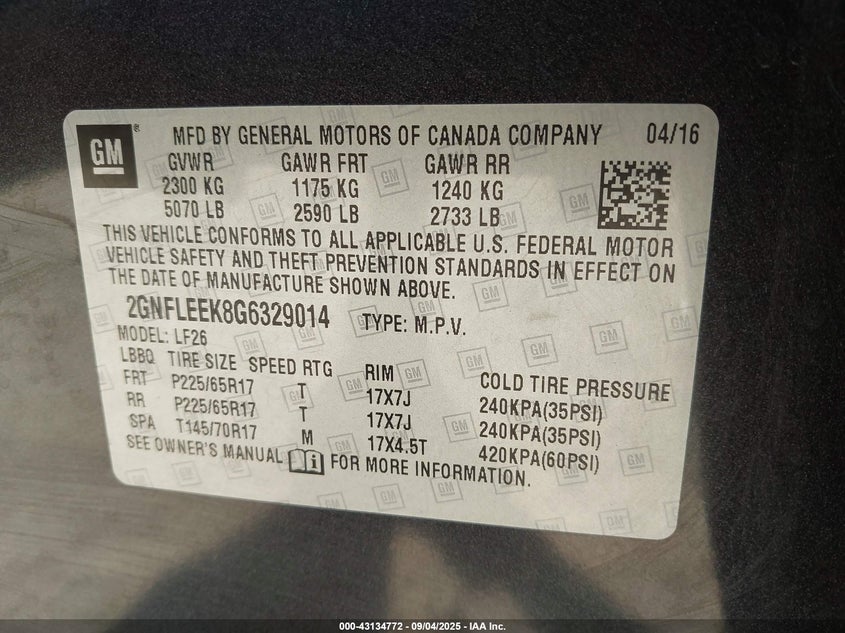 GM ® MFD BY GENERAL MOTORS OF CANADA COMPANY 04/16
GVWR GAWR FRT GAWR RR
2300 KG 1175 KG 1240 KG
5070 LB 2590 LB 2733 LB
THIS VEHICLE CONFORMS TO ALL APPLICABLE U.S. FEDERAL MOTOR
VEHICLE SAFETY AND THEFT PREVENTION STANDARDS IN EFFECT ON
THE DATE OF MANUFACTURE SHOWN ABOVE.
2GNFLEEK8G6329014 TYPE: M.P.V.
MODEL: LF26
LBBQ TIRE SIZE SPEED RTG RIM COLD TIRE PRESSURE
FRT P225/65R17 T 17X7J 240KPA(35PSI)
RR P225/65R17 T 17X7J 240KPA(35PSI)
SPA T145/70R17 M 17X4.5T 420KPA(60PSI)
SEE OWNER'S MANUAL i FOR MORE INFORMATION.
000-43134772 - 09/04/2025 - IAA Inc.